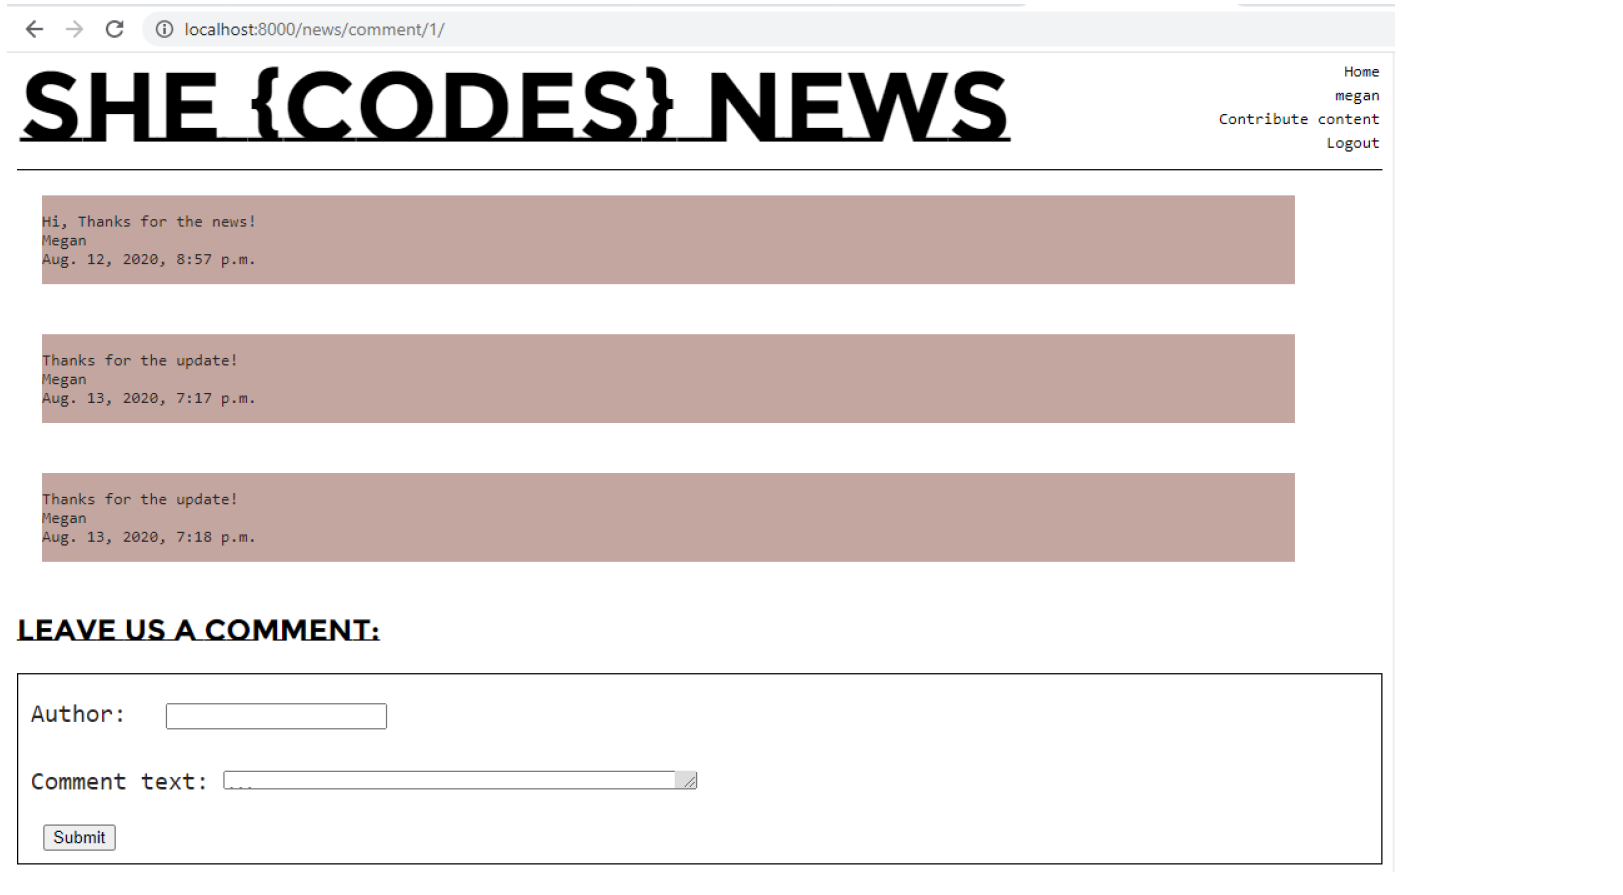 localhost:8000/news/comment/1/
SHE {CODES} NEWS
Home
megan
Contribute content
Logout
Hi, Thanks for the news!
Megan
Aug. 12, 2020, 8:57 p.m.
Thanks for the update!
Megan
Aug. 13, 2020, 7:17 p.m.
Thanks for the update!
Megan
Aug. 13, 2020, 7:18 p.m.
LEAVE US A COMMENT:
Author:
Comment text: ...
Submit